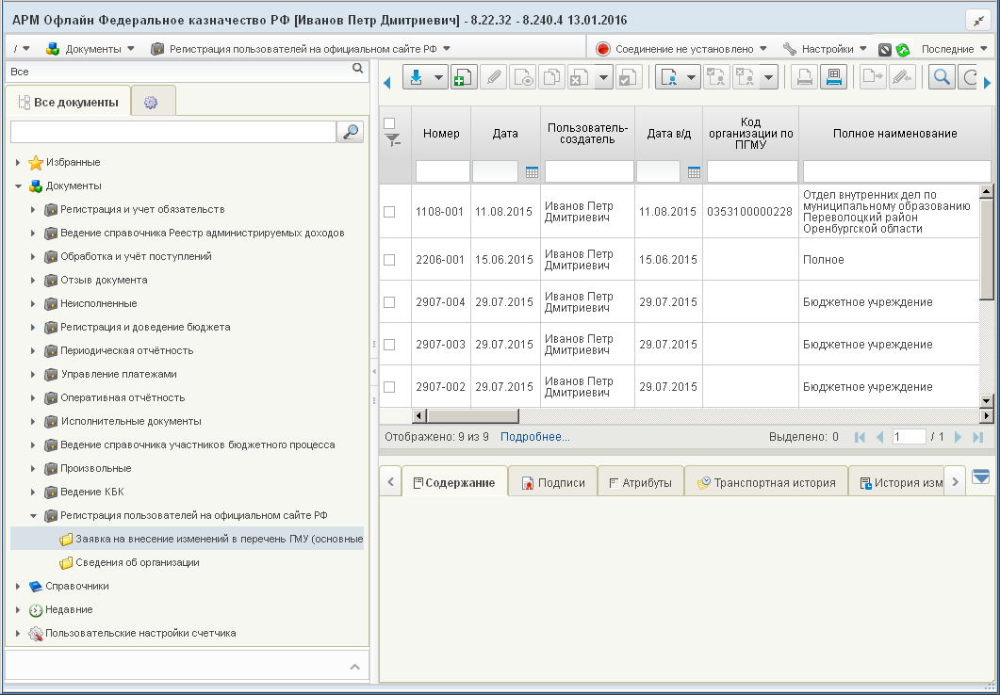 АРМ Офлайн Федеральное казначество РФ [Иванов Петр Дмитриевич] - 8.22.32 - 8.240.4 13.01.2016
/ Документы Регистрация пользователей на официальном сайте РФ Соединение не установлено Настройки Последние
Все
Все документы
Избранные
Документы
Регистрация и учет обязательств
Ведение справочника Реестр администрируемых доходов
Обработка и учёт поступлений
Отзыв документа
Неисполненные
Регистрация и доведение бюджета
Периодическая отчётность
Управление платежами
Оперативная отчётность
Исполнительные документы
Ведение справочника участников бюджетного процесса
Произвольные
Ведение КБК
Регистрация пользователей на официальном сайте РФ
Заявка на внесение изменений в перечень ГМУ (основные
Сведения об организации
Справочники
Недавние
Пользовательские настройки счетчика
Номер
Дата
Пользователь-
создатель
Дата в/д
Код
организации по
ПГМУ
Полное наименование
1108-001 11.08.2015
Иванов Петр
Дмитриевич
11.08.2015 0353100000228
Отдел внутренних дел по
муниципальному образованию
Переволоцкий район
Оренбургской области
2206-001 15.06.2015
Иванов Петр
Дмитриевич
15.06.2015
Полное
2907-004 29.07.2015
Иванов Петр
Дмитриевич
29.07.2015
Бюджетное учреждение
2907-003 29.07.2015
Иванов Петр
Дмитриевич
29.07.2015
Бюджетное учреждение
2907-002 29.07.2015
Иванов Петр
Дмитриевич
29.07.2015
Бюджетное учреждение
Отображено: 9 из 9 Подробнее... Выделено: 0 1 / 1
Содержание Подписи Атрибуты Транспортная история История изм